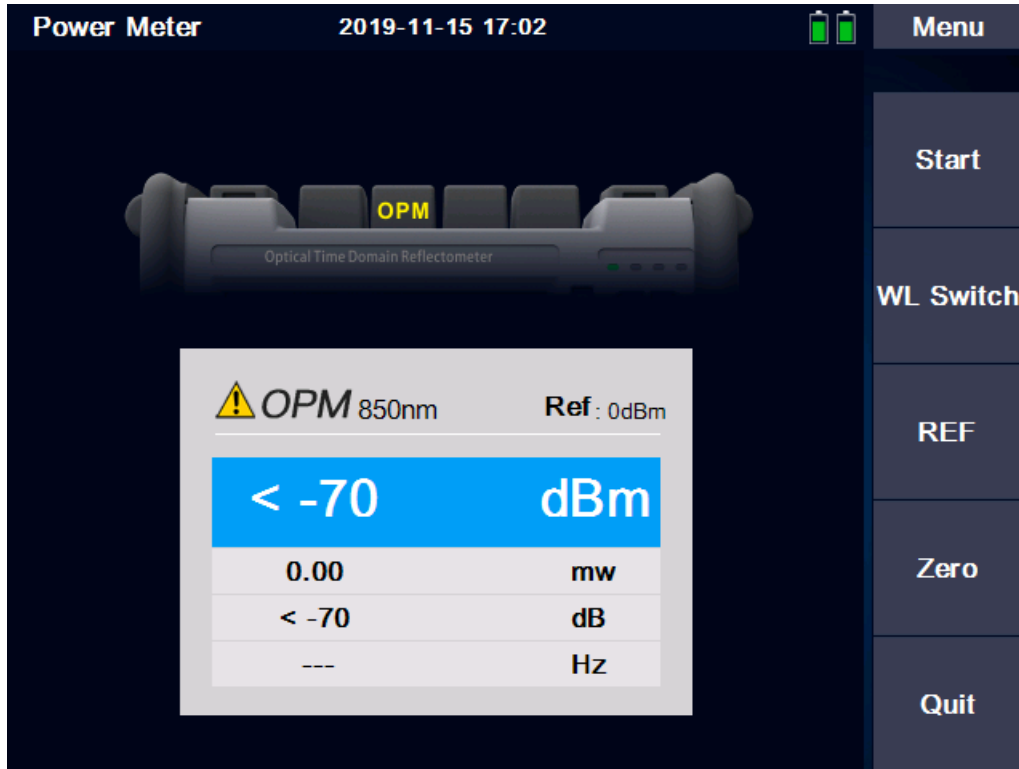 Power Meter 2019-11-15 17:02 Menu
OPM
Optical Time Domain Reflectometer
OPM 850nm Ref : 0dBm
< -70 dBm
0.00 mw
< -70 dB
--- Hz
Start
WL Switch
REF
Zero
Quit